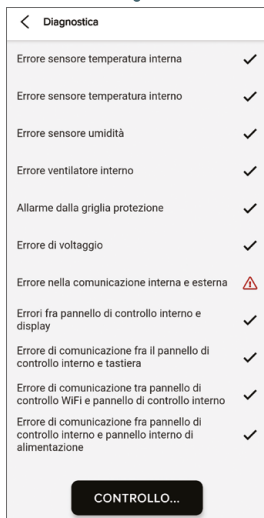 Diagnostica
Errore sensore temperatura interna
Errore sensore temperatura interno
Errore sensore umidità
Errore ventilatore interno
Allarme dalla griglia protezione
Errore di voltaggio
Errore nella comunicazione interna e esterna
Errori fra pannello di controllo interno e
display
Errore di comunicazione fra il pannello di
controllo interno e tastiera
Errore di comunicazione tra pannello di
controllo WiFi e pannello di controllo interno
Errore di comunicazione fra pannello di
controllo interno e pannello interno di
alimentazione
CONTROLLO...